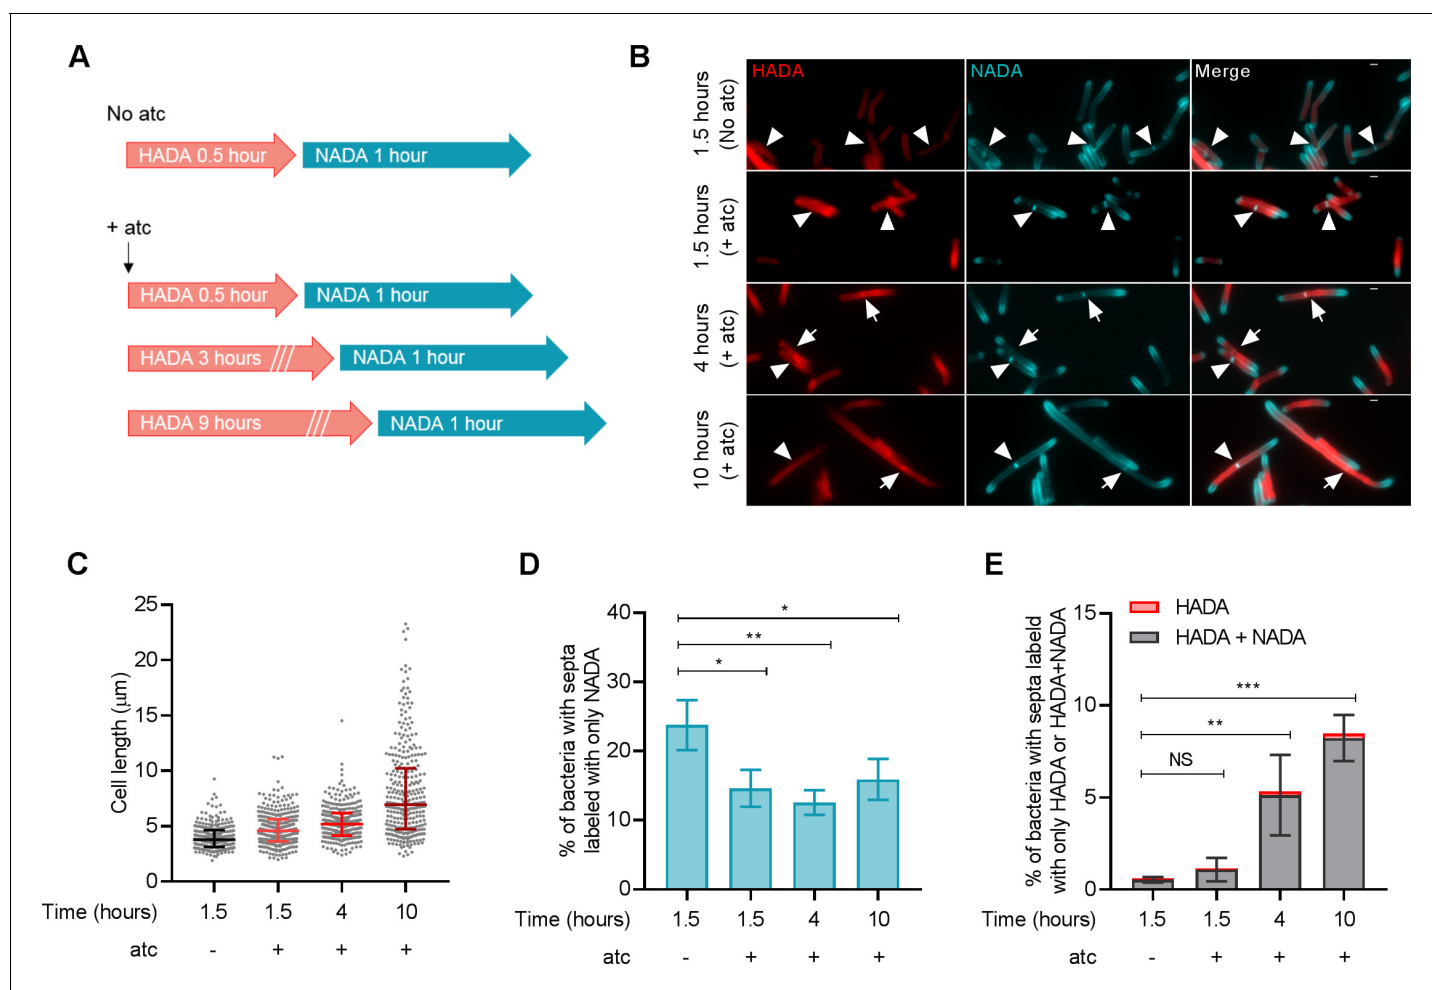 A
No atc
HADA 0.5 hour
NADA 1 hour
+ atc
HADA 0.5 hour
NADA 1 hour
HADA 3 hours
NADA 1 hour
HADA 9 hours
NADA 1 hour
B
HADA
NADA
Merge
1.5 hours
(No atc)
1.5 hours
(+ atc)
4 hours
(+ atc)
10 hours
(+ atc)
C
Cell length (μm)
25
20
15
10
5
0
Time (hours) 1.5 1.5 4 10
atc - + + +
D
% of bacteria with septa
labeled with only NADA
40
30
20
10
0
*
**
*
Time (hours) 1.5 1.5 4 10
atc - + + +
E
% of bacteria with septa labeld
with only HADA or HADA+NADA
HADA
HADA + NADA
15
10
5
0
***
**
NS
Time (hours) 1.5 1.5 4 10
atc - + + +